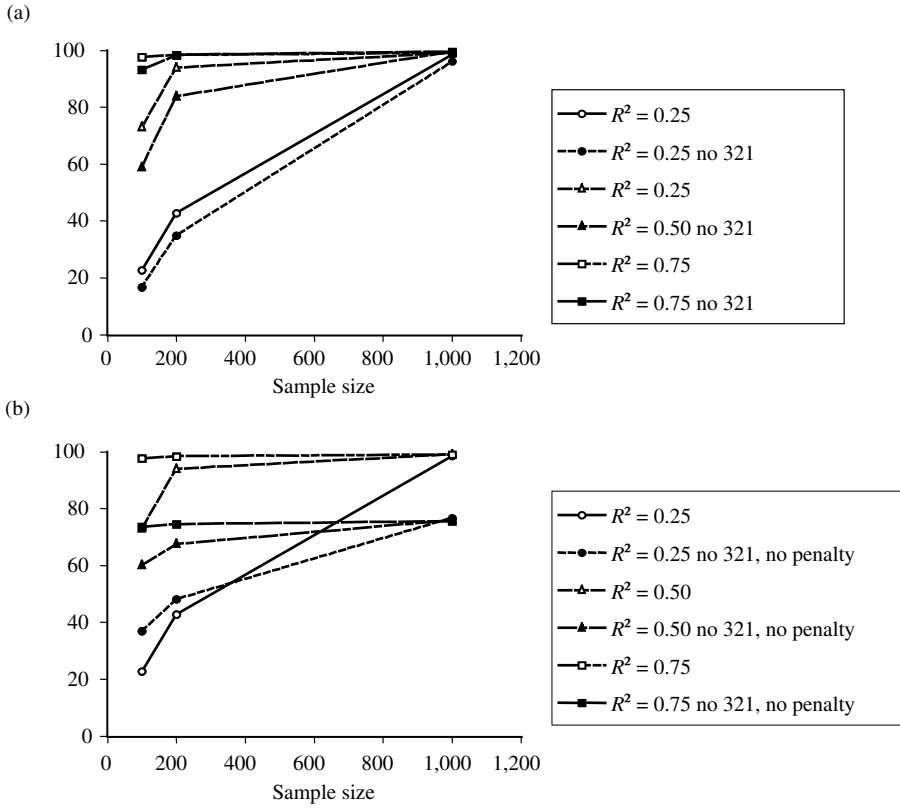 (a)
100
80
60
40
20
0
0 200 400 600 800 1,000 1,200
Sample size
R² = 0.25
R² = 0.25 no 321
R² = 0.25
R² = 0.50 no 321
R² = 0.75
R² = 0.75 no 321
(b)
100
80
60
40
20
0
0 200 400 600 800 1,000 1,200
Sample size
R² = 0.25
R² = 0.25 no 321, no penalty
R² = 0.50
R² = 0.50 no 321, no penalty
R² = 0.75
R² = 0.75 no 321, no penalty